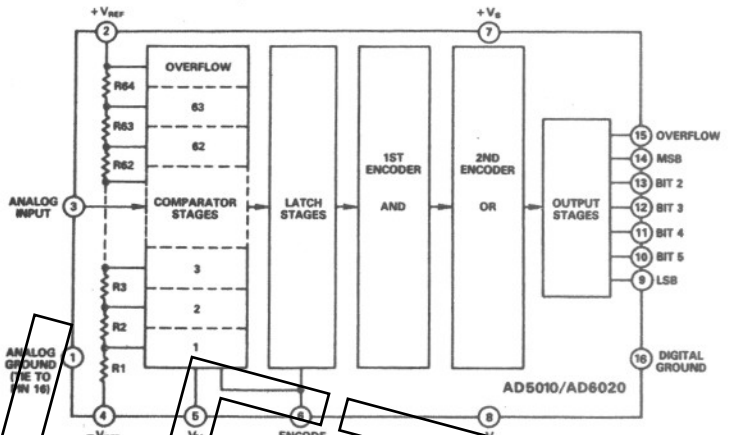 +VREF
+VS
2
7
OVERFLOW
R64
63
R63
62
R62
15 OVERFLOW
14 MSB
13 BIT 2
12 BIT 3
11 BIT 4
10 BIT 5
9 LSB
1ST
ENCODER
AND
2ND
ENCODER
OR
ANALOG
INPUT
3
COMPARATOR
STAGES
LATCH
STAGES
OUTPUT
STAGES
3
R3
2
R2
1
R1
ANALOG
GROUND
(TIE TO
PIN 16)
1
16
DIGITAL
GROUND
AD5010/AD6020
4
5
6
8